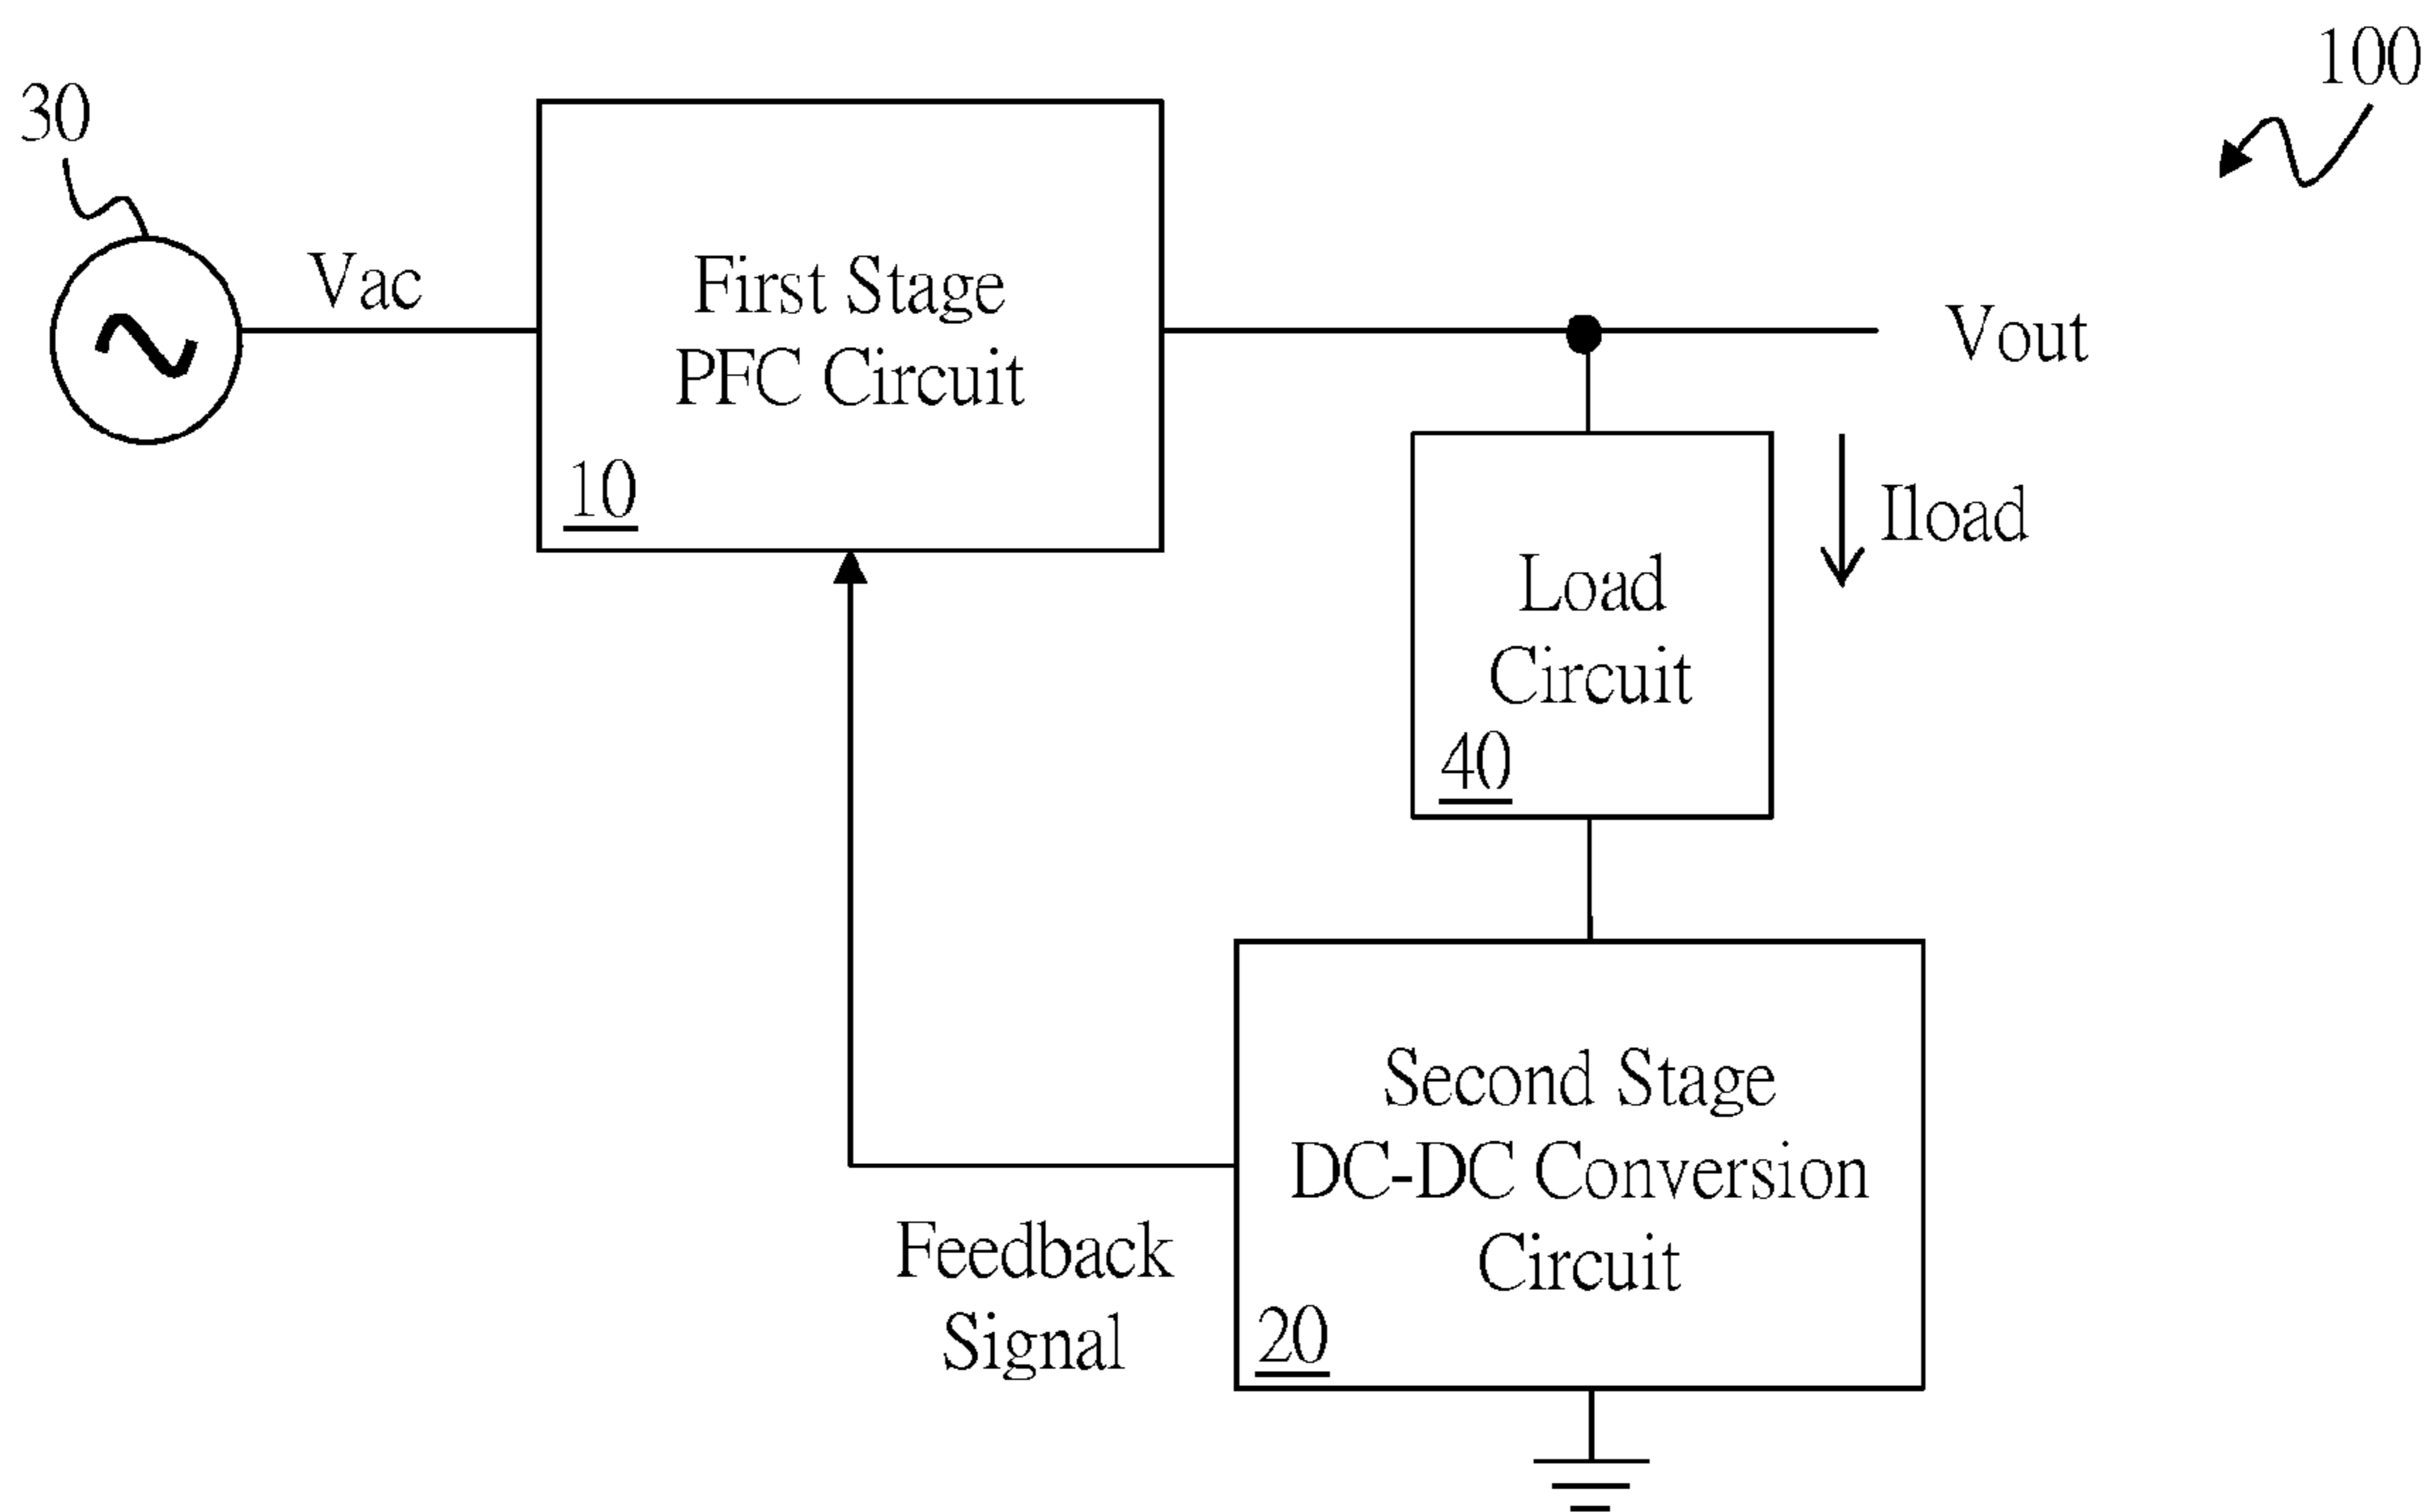 100
30
Vac
First Stage
PFC Circuit
10
Vout
Iload
Load
Circuit
40
Second Stage
DC-DC Conversion
Circuit
20
Feedback
Signal